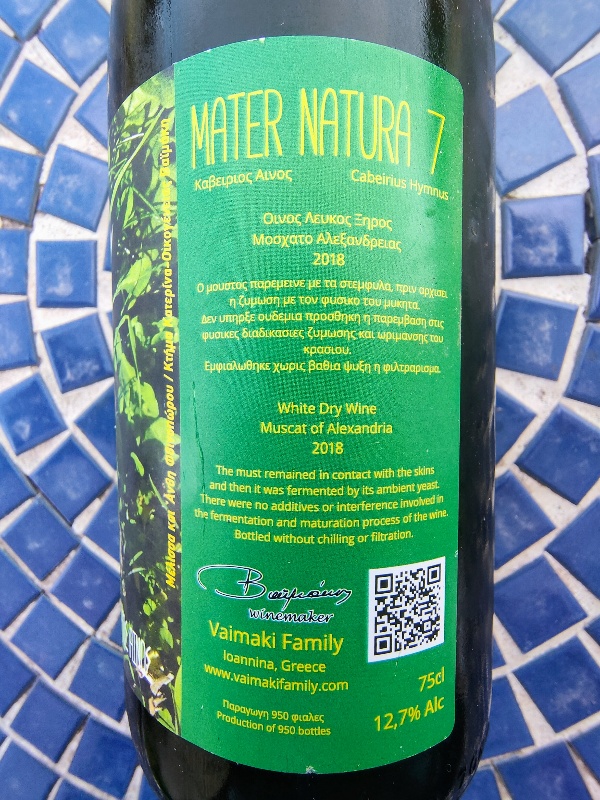 MATER NATURA 7
Καβειριος Αινος
Cabeirius Hymnus
Οινος Λευκος Ξηρος
Μοσχατο Αλεξανδρειας
2018
Ο μουστος παρεμεινε με τα στεμφυλα, πριν αρχισει
η ζυμωση με τον φυσικο του μυκητα.
Δεν υπηρξε ουδεμια προσθηκη η παρεμβαση στις
φυσικες διαδικασιες ζυμωσης και ωριμανσης του
κρασιου.
Εμφιαλωθηκε χωρις βαθια ψυξη η φιλτραρισμα.
White Dry Wine
Muscat of Alexandria
2018
The must remained in contact with the skins
and then it was fermented by its ambient yeast.
There were no additives or interference involved in
the fermentation and maturation process of the wine.
Bottled without chilling or filtration.
winemaker
Vaimaki Family
Ioannina, Greece
www.vaimakifamily.com
75cl
12,7% Alc
Παραγωγη 950 φιαλες
Production of 950 bottles